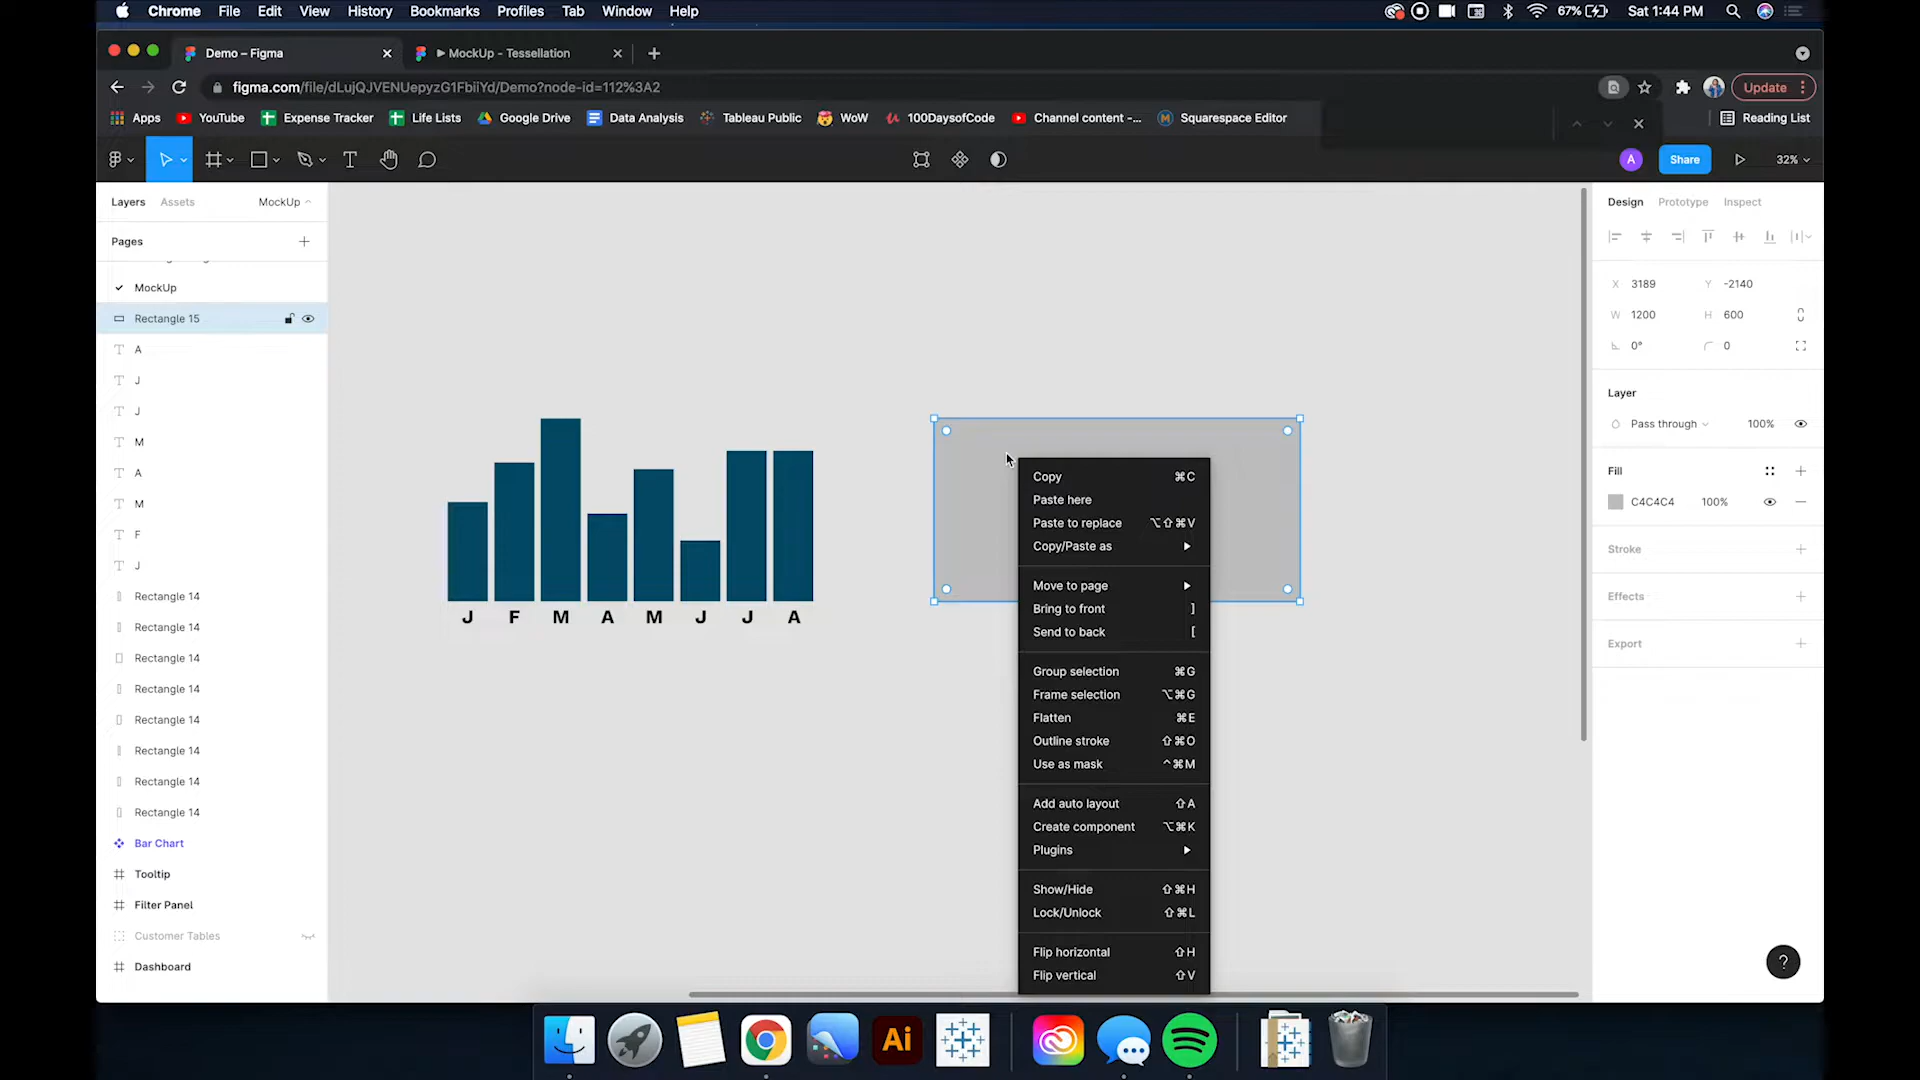 Chrome File Edit View History Bookmarks Profiles Tab Window Help
67% Sat 1:44 PM
Demo – Figma
MockUp - Tessellation
figma.com/file/dLujQJVENUepyzG1FbiiYd/Demo?node-id=112%3A2
Update
Apps YouTube Expense Tracker Life Lists Google Drive Data Analysis Tableau Public WoW 100DaysofCode Channel content -... Squarespace Editor
Reading List
T
A
Share
32%
Layers Assets MockUp
Pages
MockUp
Rectangle 15
A
J
J
M
A
M
F
J
Rectangle 14
Rectangle 14
Rectangle 14
Rectangle 14
Rectangle 14
Rectangle 14
Rectangle 14
Rectangle 14
Bar Chart
Tooltip
Filter Panel
Customer Tables
Dashboard
J F M A M J J A
Copy ⌘C
Paste here
Paste to replace ⌥⇧⌘V
Copy/Paste as
Move to page
Bring to front ]
Send to back [
Group selection ⌘G
Frame selection ⌥⌘G
Flatten ⌘E
Outline stroke ⇧⌘O
Use as mask ^⌘M
Add auto layout ⇧A
Create component ⌥⌘K
Plugins
Show/Hide ⇧⌘H
Lock/Unlock ⇧⌘L
Flip horizontal ⇧H
Flip vertical ⇧V
Design Prototype Inspect
X 3189 Y -2140
W 1200 H 600
0° 0
Layer
Pass through 100%
Fill
C4C4C4 100%
Stroke
Effects
Export
?
Ai